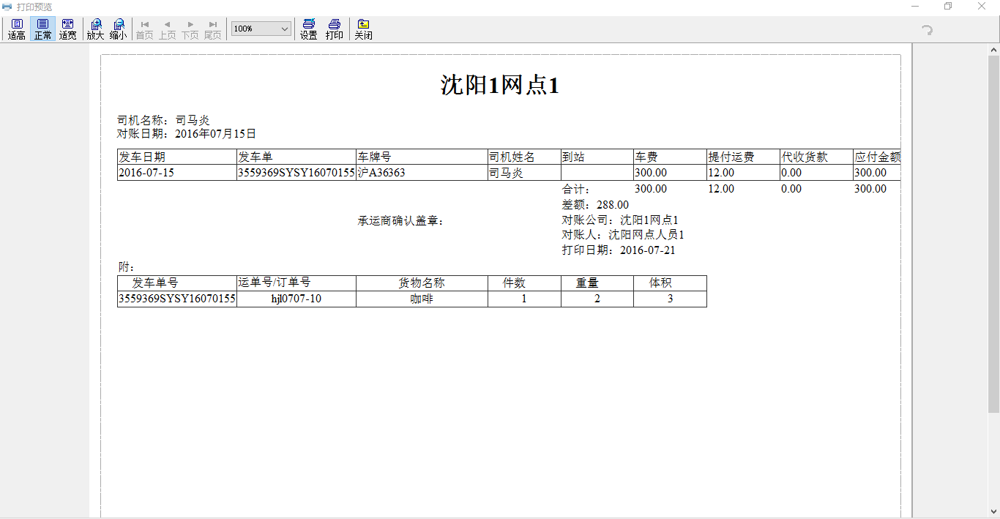 打印预览
适高 正常 适宽 放大 缩小 首页 上页 下页 尾页 100% 设置 打印 关闭
沈阳1网点1
司机名称：司马炎
对账日期：2016年07月15日
发车日期 发车单 车牌号 司机姓名 到站 车费 提付运费 代收货款 应付金额
2016-07-15 3559369SYSY16070155 沪A36363 司马炎 300.00 12.00 0.00 300.00
合计： 300.00 12.00 0.00 300.00
差额：288.00
承运商确认盖章： 对账公司：沈阳1网点1
对账人：沈阳网点人员1
打印日期：2016-07-21
附：
发车单号 运单号/订单号 货物名称 件数 重量 体积
3559369SYSY16070155 hjl0707-10 咖啡 1 2 3